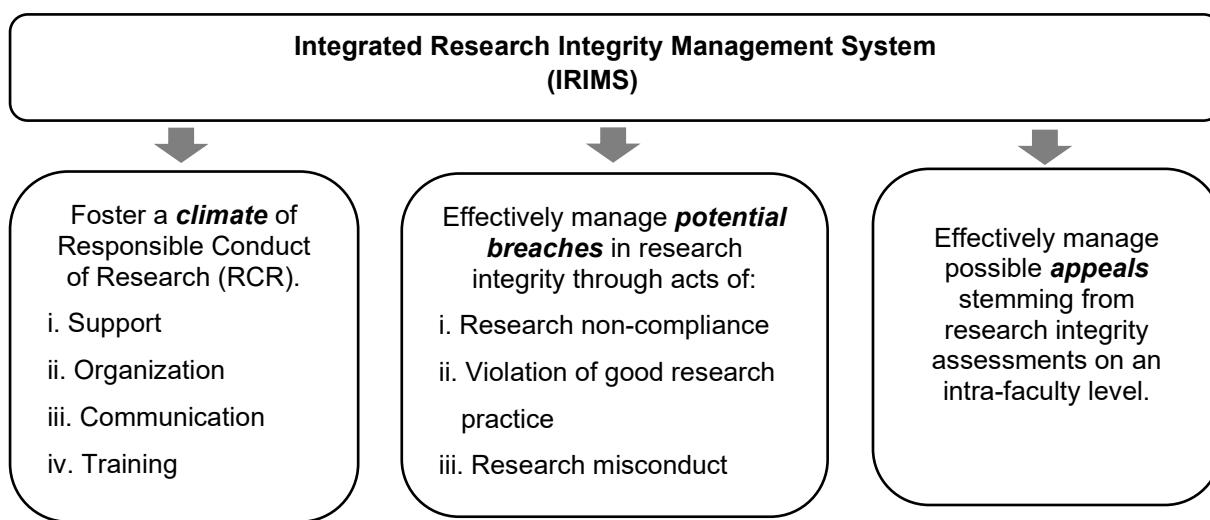 Integrated Research Integrity Management System
(IRIMS)
Foster a climate of
Responsible Conduct
of Research (RCR).
i. Support
ii. Organization
iii. Communication
iv. Training
Effectively manage potential
breaches in research
integrity through acts of:
i. Research non-compliance
ii. Violation of good research
practice
iii. Research misconduct
Effectively manage
possible appeals
stemming from
research integrity
assessments on an
intra-faculty level.